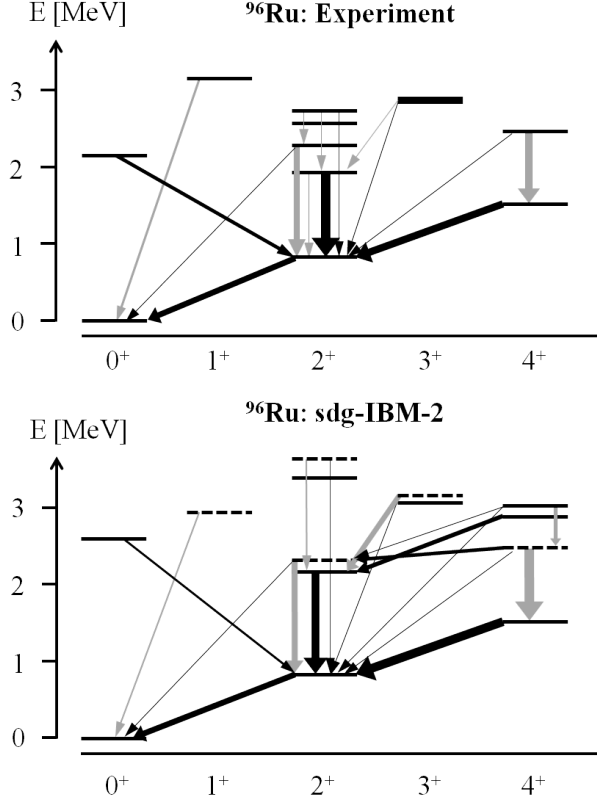 E [MeV]
⁹⁶Ru: Experiment
3
2
1
0
0⁺ 1⁺ 2⁺ 3⁺ 4⁺
⁹⁶Ru: sdg-IBM-2
E [MeV]
3
2
1
0
0⁺ 1⁺ 2⁺ 3⁺ 4⁺